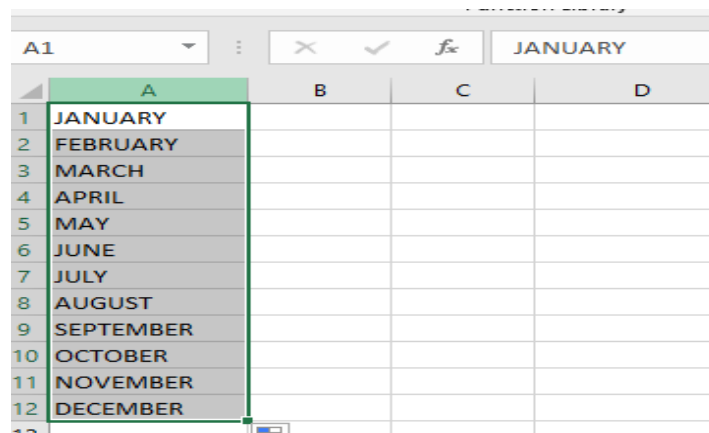 A1 fx JANUARY
A B C D
1 JANUARY
2 FEBRUARY
3 MARCH
4 APRIL
5 MAY
6 JUNE
7 JULY
8 AUGUST
9 SEPTEMBER
10 OCTOBER
11 NOVEMBER
12 DECEMBER